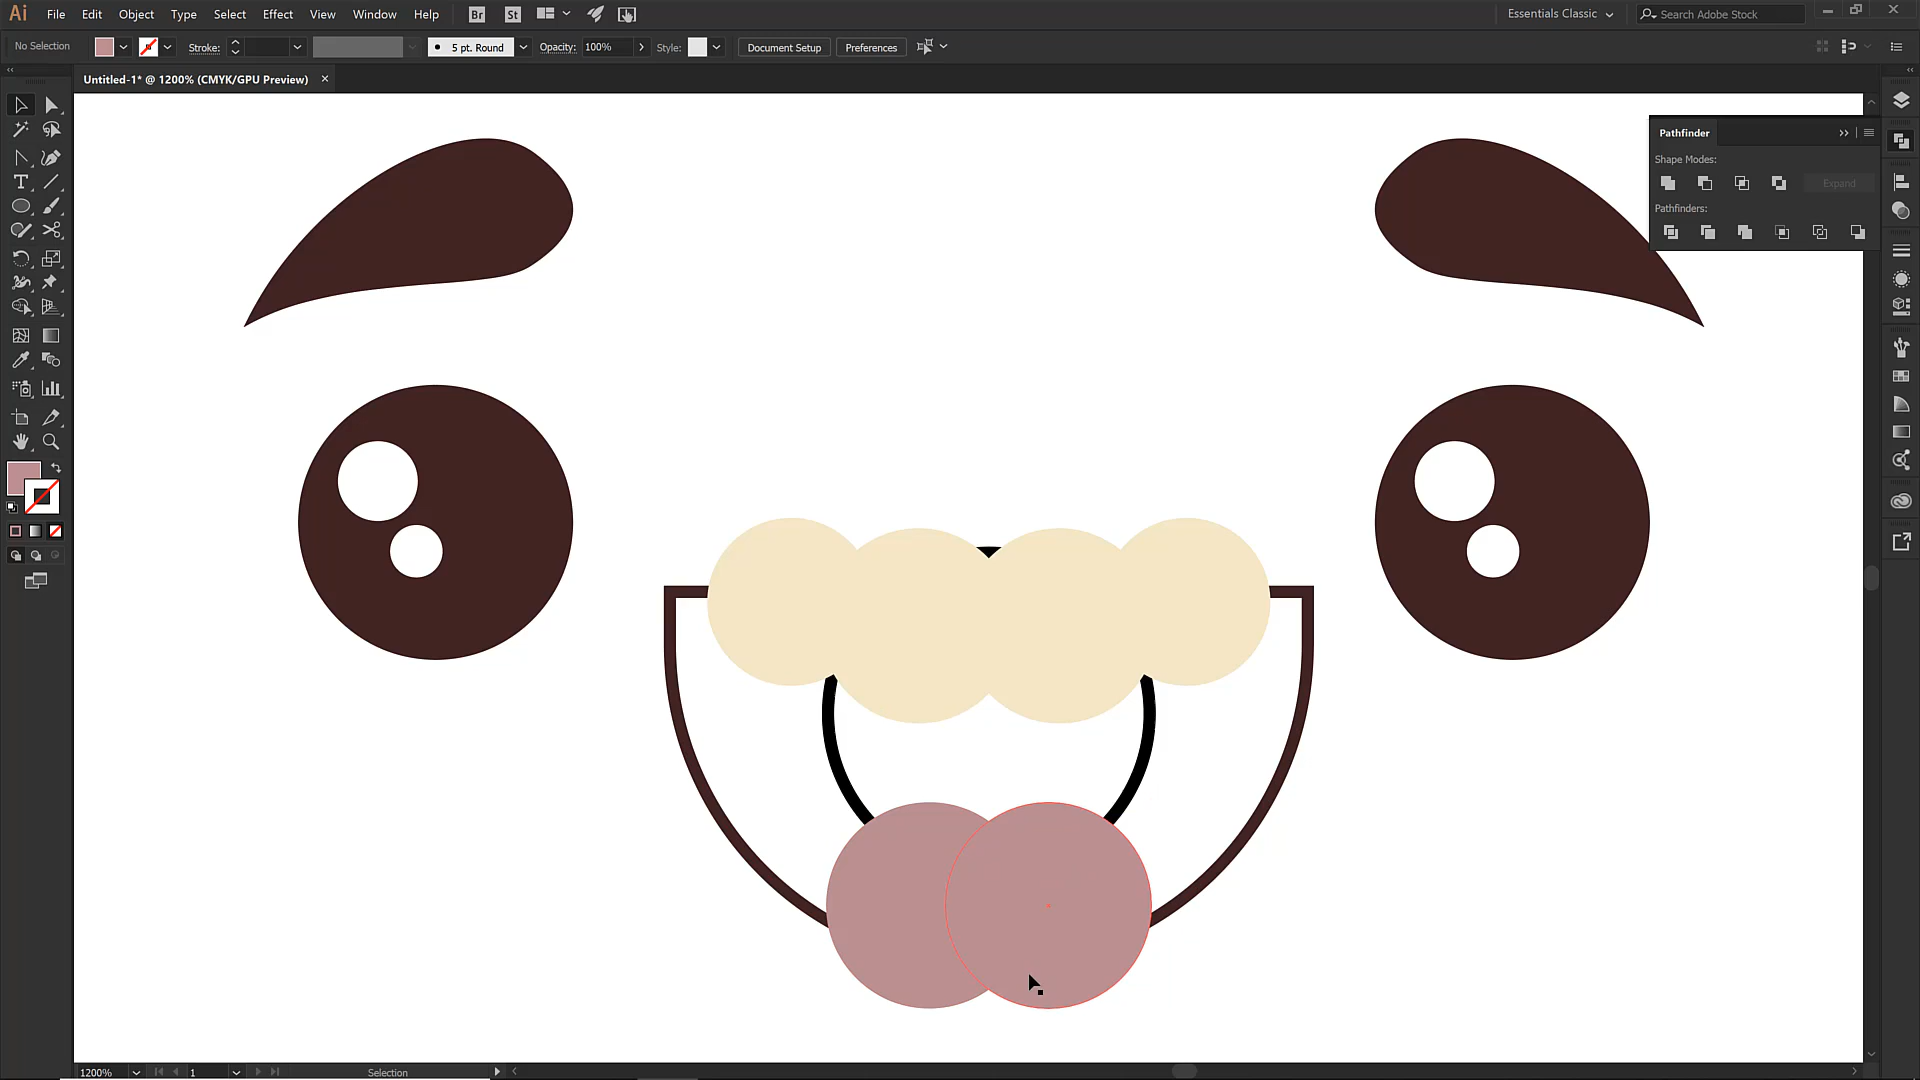 Ai File Edit Object Type Select Effect View Window Help Br St Essentials Classic Search Adobe Stock
No Selection Stroke: 5 pt. Round Opacity: 100% Style: Document Setup Preferences
Untitled-1* @ 1200% (CMYK/GPU Preview) ×
Pathfinder
Shape Modes:
Expand
Pathfinders:
1200% 1 Selection